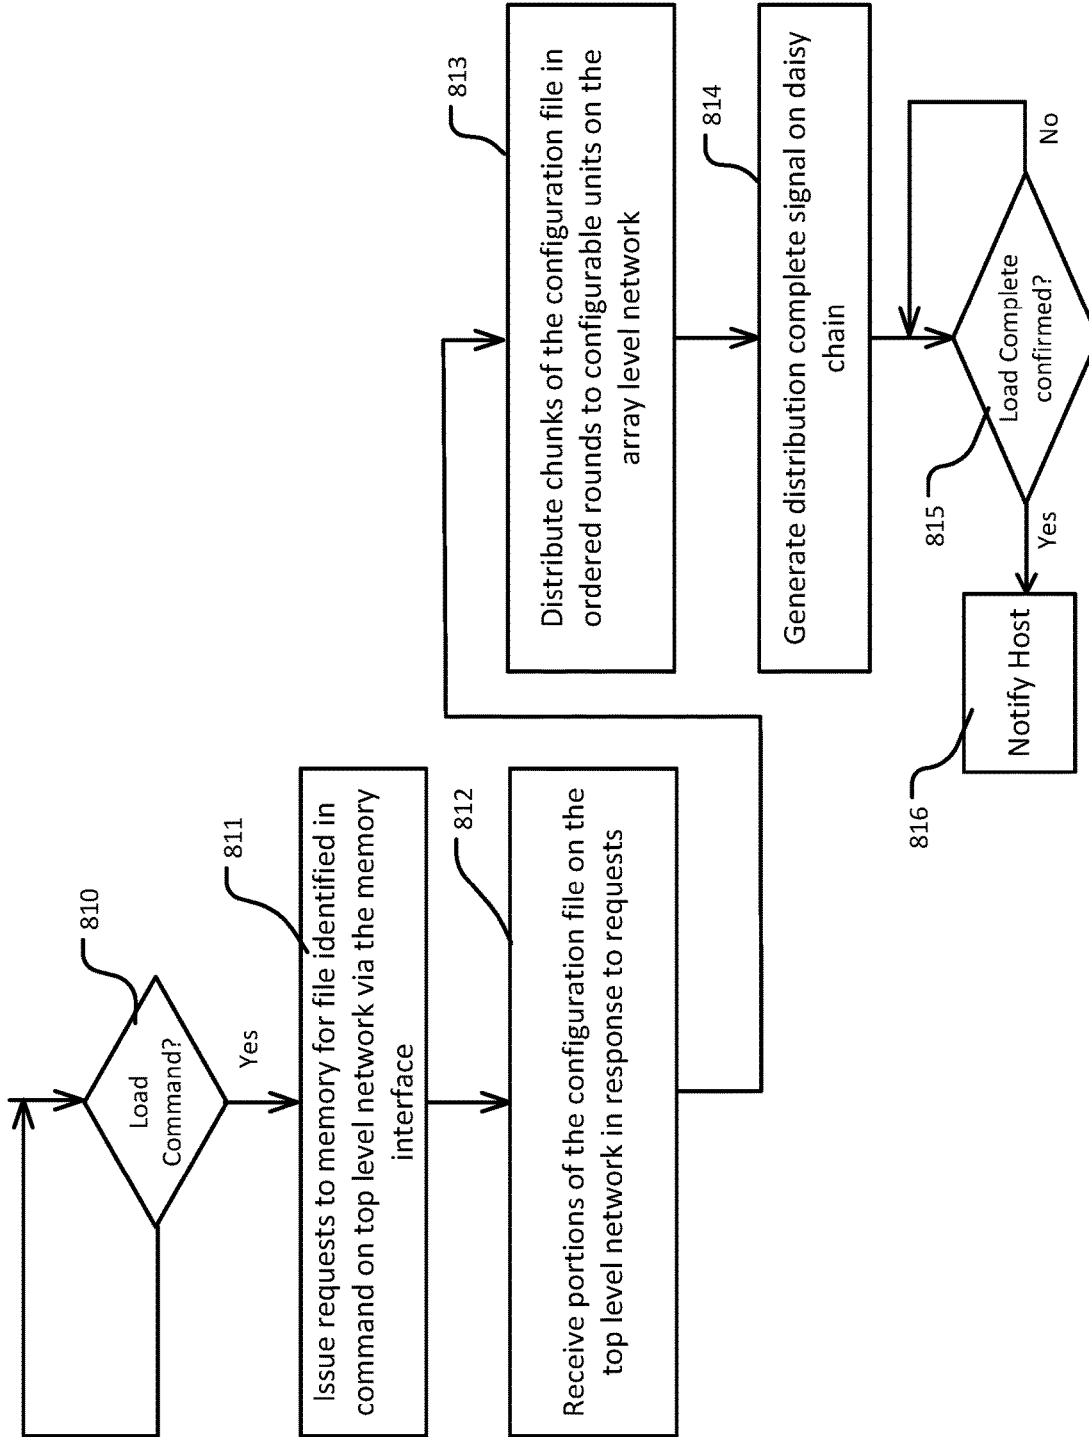 810
Load
Command?
Yes
811
Issue requests to memory for file identified in
command on top level network via the memory
interface
812
Receive portions of the configuration file on the
top level network in response to requests
813
Distribute chunks of the configuration file in
ordered rounds to configurable units on the
array level network
814
Generate distribution complete signal on daisy
chain
815
Load Complete
confirmed?
No
Yes
816
Notify Host